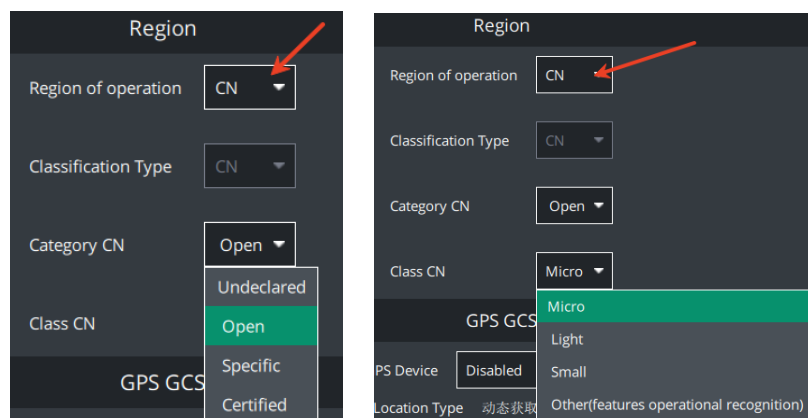 Region
Region of operation CN
Classification Type CN
Category CN Open
Undeclared
Class CN Open
Specific
GPS GCS
Certified
Region
Region of operation CN
Classification Type CN
Category CN Open
Class CN Micro
Micro
GPS GCS
Light
PS Device Disabled Small
Location Type 动态获取 Other(features operational recognition)